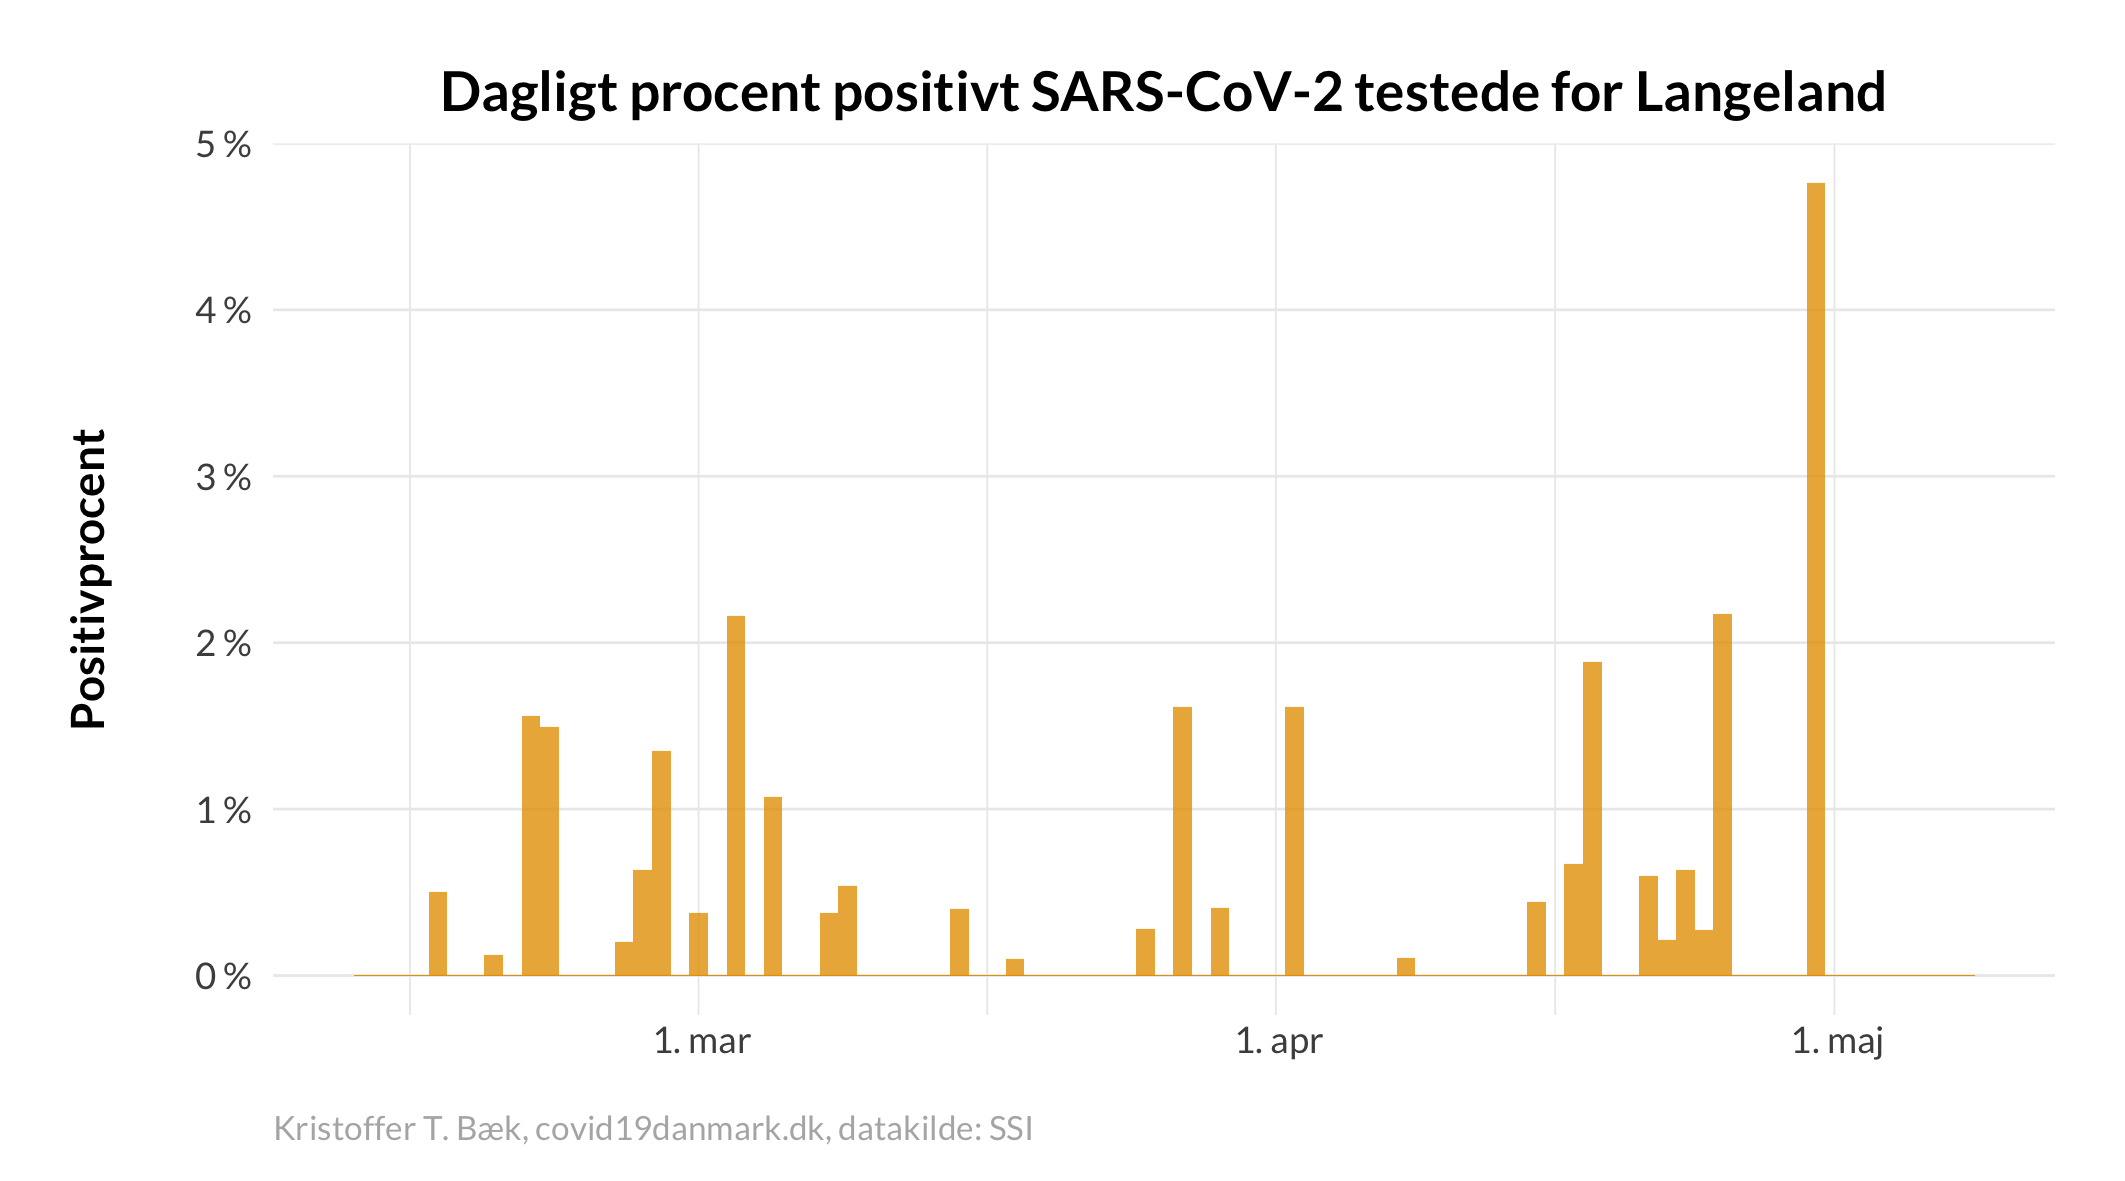 Dagligt procent positivt SARS-CoV-2 testede for Langeland
5 %
4 %
3 %
2 %
1 %
0 %
Positivprocent
1. mar
1. apr
1. maj
Kristoffer T. Bæk, covid19danmark.dk, datakilde: SSI